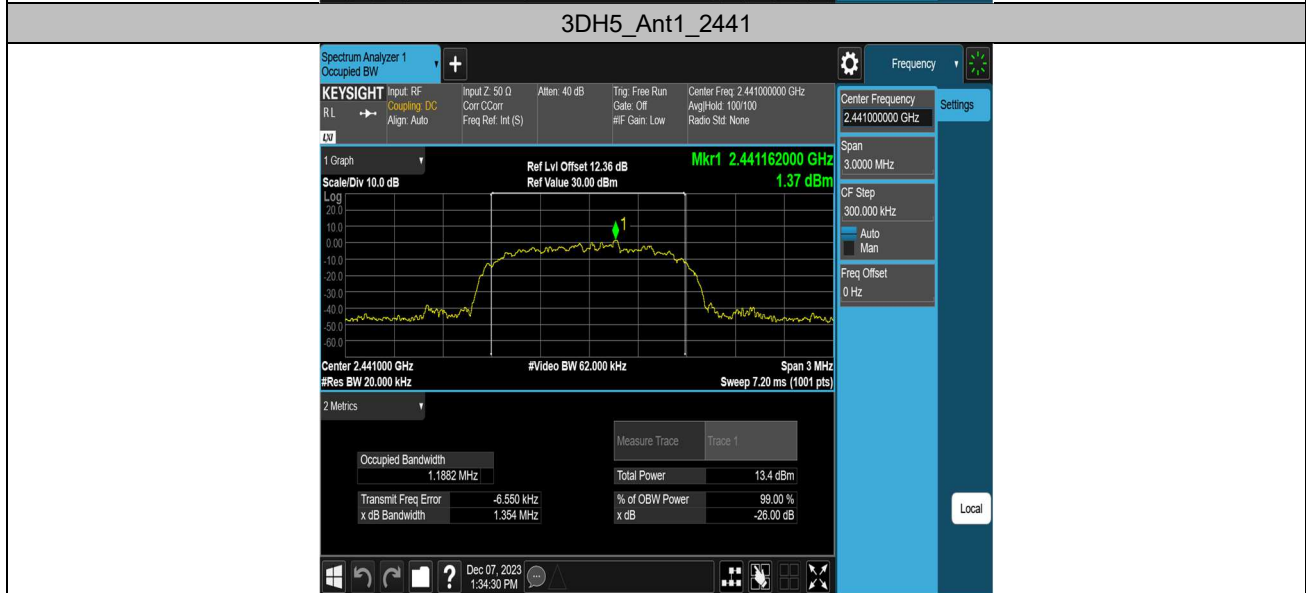 3DH5_Ant1_2441
Spectrum Analyzer 1
Occupied BW
+
Frequency
KEYSIGHT
RL
LXI
Input: RF
Coupling: DC
Align: Auto
Input Z: 50 Ω
Corr CCorr
Freq Ref: Int (S)
Atten: 40 dB
Trig: Free Run
Gate: Off
#IF Gain: Low
Center Freq: 2.441000000 GHz
Avg|Hold: 100/100
Radio Std: None
Center Frequency
2.441000000 GHz
Settings
Span
3.0000 MHz
CF Step
300.000 kHz
Auto
Man
Freq Offset
0 Hz
Local
1 Graph
Scale/Div 10.0 dB
Ref Lvl Offset 12.36 dB
Ref Value 30.00 dBm
Mkr1 2.441162000 GHz
1.37 dBm
Log
20.0
10.0
0.00
-10.0
-20.0
-30.0
-40.0
-50.0
-60.0
1
Center 2.441000 GHz
#Res BW 20.000 kHz
#Video BW 62.000 kHz
Span 3 MHz
Sweep 7.20 ms (1001 pts)
2 Metrics
Measure Trace Trace 1
Occupied Bandwidth
1.1882 MHz
Total Power 13.4 dBm
Transmit Freq Error -6.550 kHz
% of OBW Power 99.00 %
x dB Bandwidth 1.354 MHz
x dB -26.00 dB
?
Dec 07, 2023
1:34:30 PM